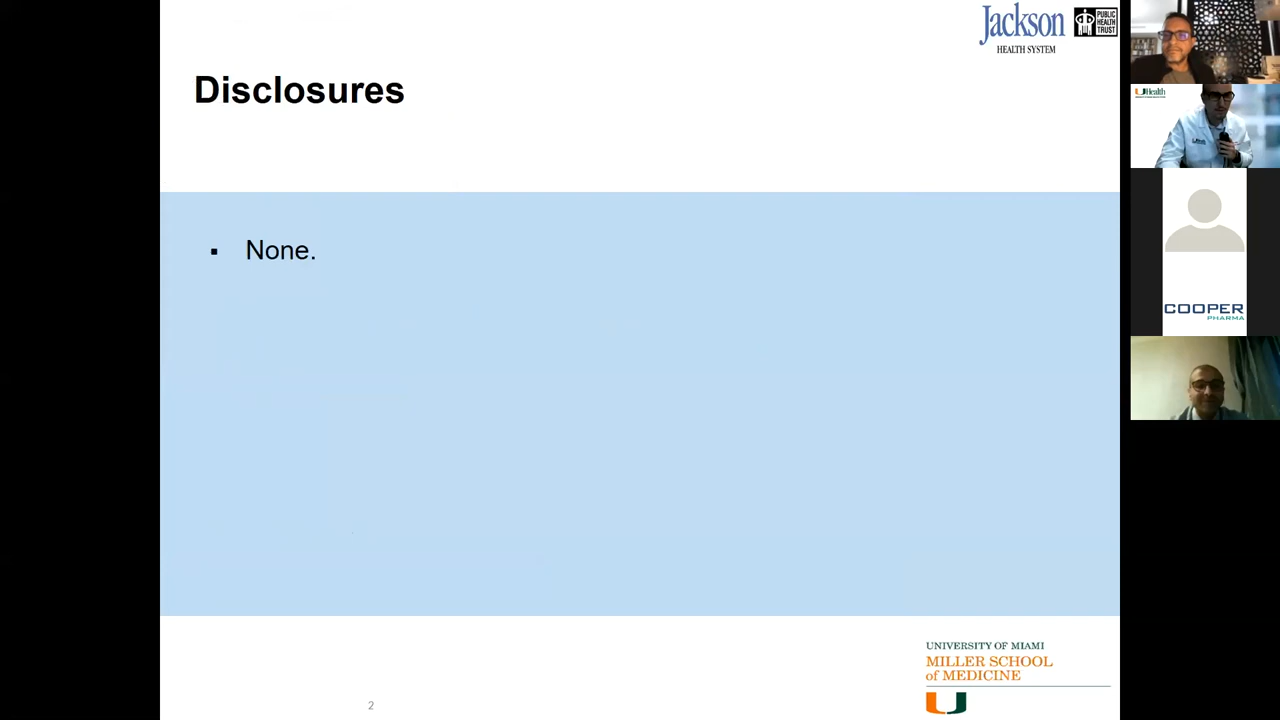 Jackson
HEALTH SYSTEM
PUBLIC
HEALTH
TRUST
Disclosures
▪ None.
UNIVERSITY OF MIAMI
MILLER SCHOOL
of MEDICINE
2
UHealth
COOPER
PHARMA